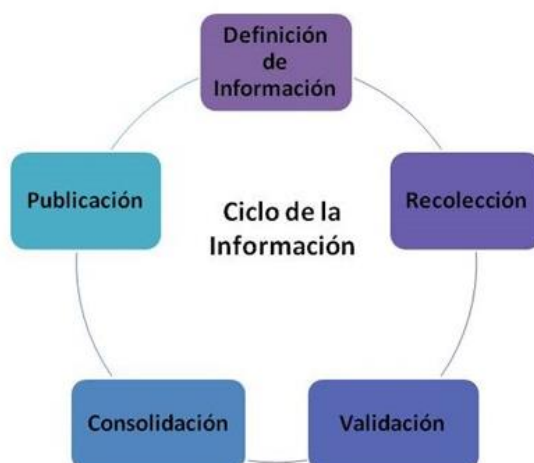 Definición
de
Información
Publicación
Recolección
Ciclo de la
Información
Consolidación
Validación